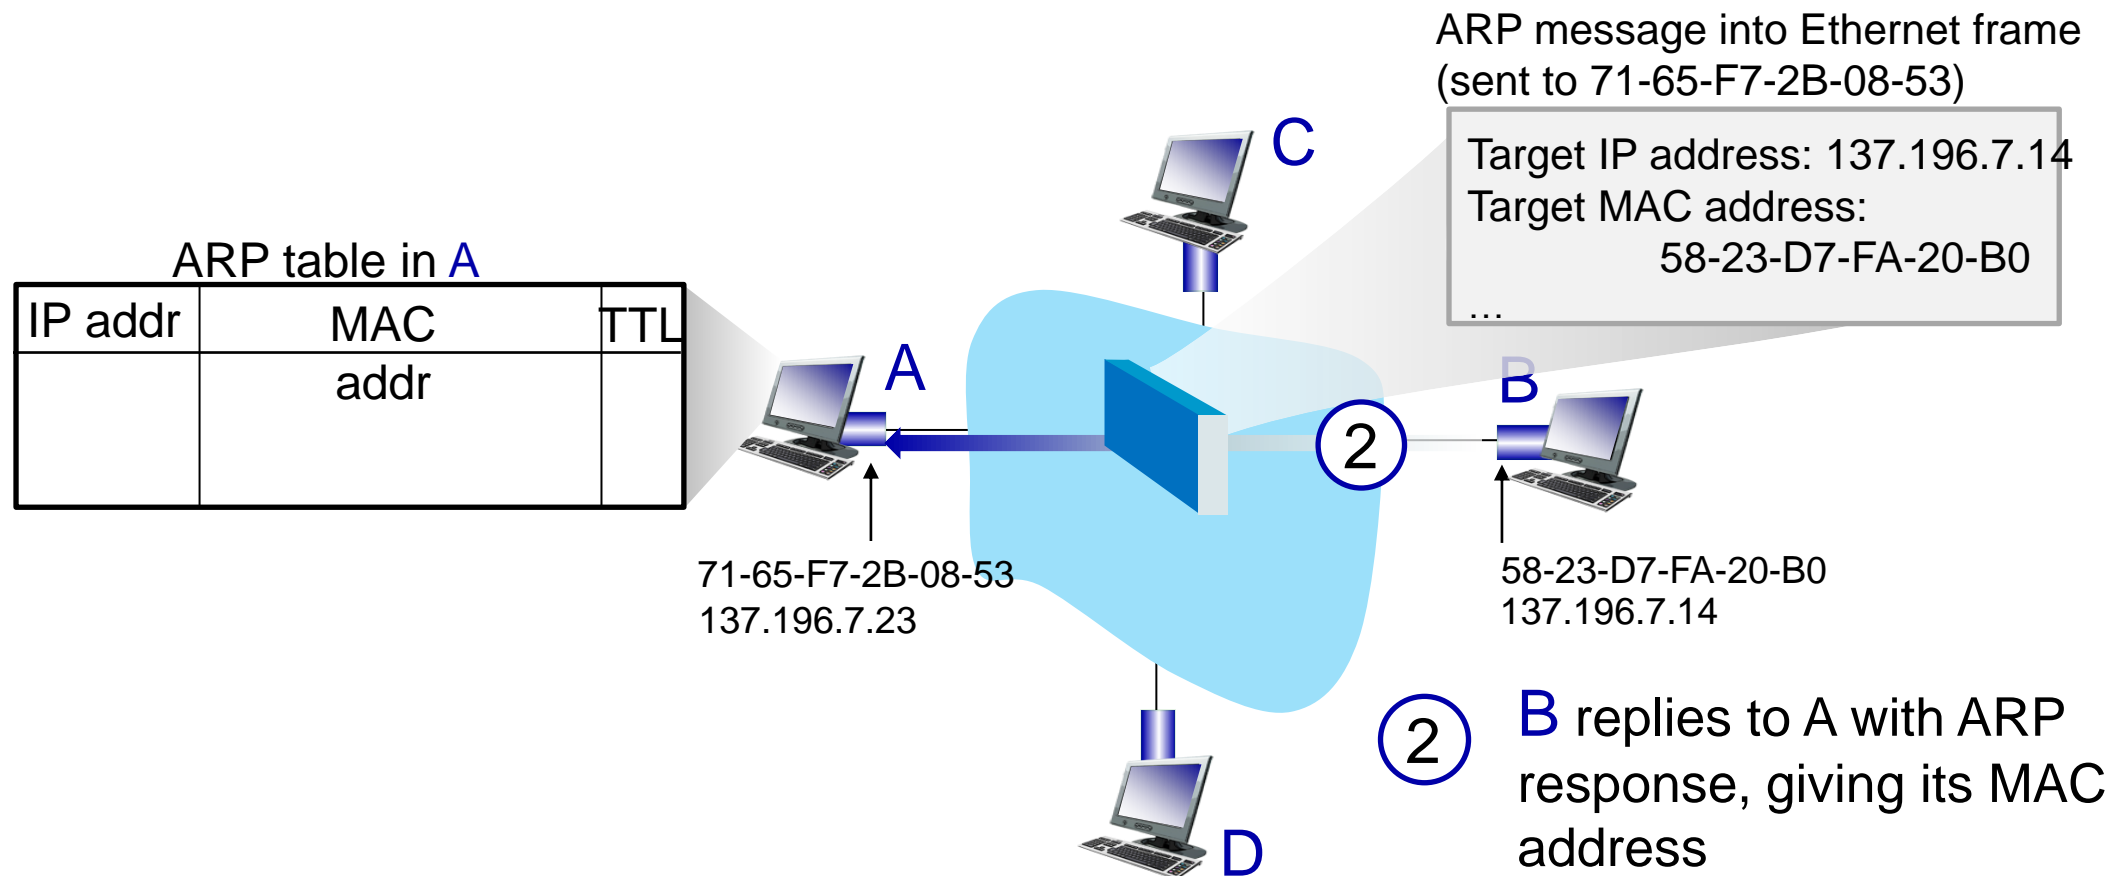 ARP message into Ethernet frame
(sent to 71-65-F7-2B-08-53)
Target IP address: 137.196.7.14
Target MAC address:
58-23-D7-FA-20-B0
…
C
ARP table in A
IP addr MAC TTL
addr
A
B
2
71-65-F7-2B-08-53
137.196.7.23
58-23-D7-FA-20-B0
137.196.7.14
D
2 B replies to A with ARP
response, giving its MAC
address